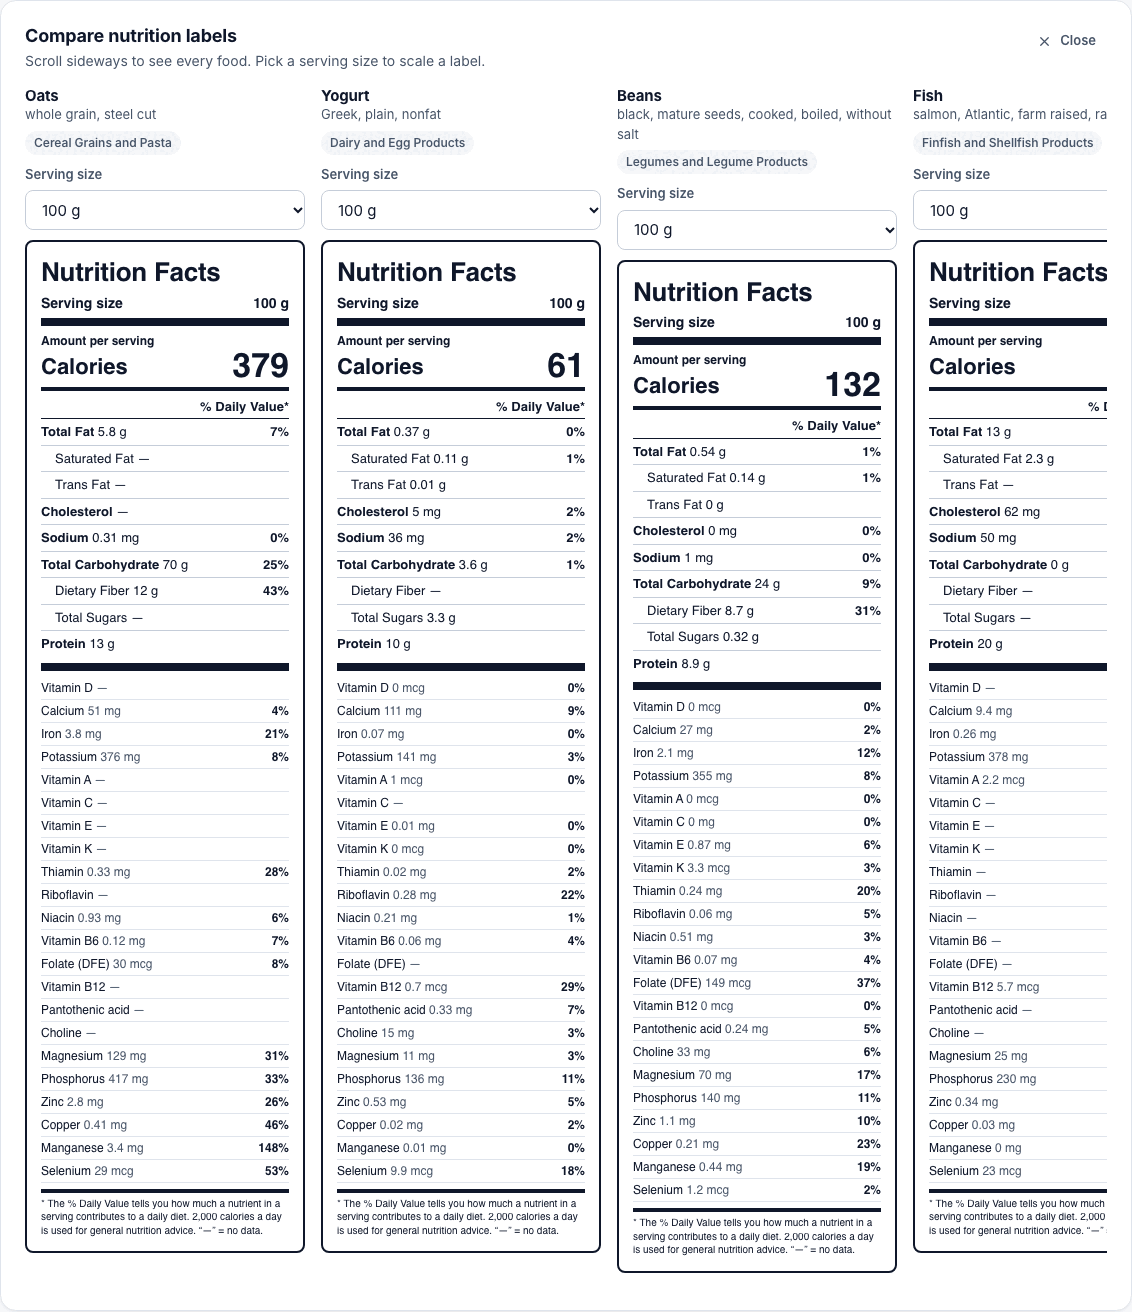 Compare nutrition labels
Close
Scroll sideways to see every food. Pick a serving size to scale a label.
Oats
whole grain, steel cut
Cereal Grains and Pasta
Serving size
100 g
Nutrition Facts
Serving size 100 g
Amount per serving
Calories 379
% Daily Value*
Total Fat 5.8 g 7%
Saturated Fat —
Trans Fat —
Cholesterol —
Sodium 0.31 mg 0%
Total Carbohydrate 70 g 25%
Dietary Fiber 12 g 43%
Total Sugars —
Protein 13 g
Vitamin D —
Calcium 51 mg 4%
Iron 3.8 mg 21%
Potassium 376 mg 8%
Vitamin A —
Vitamin C —
Vitamin E —
Vitamin K —
Thiamin 0.33 mg 28%
Riboflavin —
Niacin 0.93 mg 6%
Vitamin B6 0.12 mg 7%
Folate (DFE) 30 mcg 8%
Vitamin B12 —
Pantothenic acid —
Choline —
Magnesium 129 mg 31%
Phosphorus 417 mg 33%
Zinc 2.8 mg 26%
Copper 0.41 mg 46%
Manganese 3.4 mg 148%
Selenium 29 mcg 53%
* The % Daily Value tells you how much a nutrient in a
serving contributes to a daily diet. 2,000 calories a day
is used for general nutrition advice. “—” = no data.
Yogurt
Greek, plain, nonfat
Dairy and Egg Products
Serving size
100 g
Nutrition Facts
Serving size 100 g
Amount per serving
Calories 61
% Daily Value*
Total Fat 0.37 g 0%
Saturated Fat 0.11 g 1%
Trans Fat 0.01 g
Cholesterol 5 mg 2%
Sodium 36 mg 2%
Total Carbohydrate 3.6 g 1%
Dietary Fiber —
Total Sugars 3.3 g
Protein 10 g
Vitamin D 0 mcg 0%
Calcium 111 mg 9%
Iron 0.07 mg 0%
Potassium 141 mg 3%
Vitamin A 1 mcg 0%
Vitamin C —
Vitamin E 0.01 mg 0%
Vitamin K 0 mcg 0%
Thiamin 0.02 mg 2%
Riboflavin 0.28 mg 22%
Niacin 0.21 mg 1%
Vitamin B6 0.06 mg 4%
Folate (DFE) —
Vitamin B12 0.7 mcg 29%
Pantothenic acid 0.33 mg 7%
Choline 15 mg 3%
Magnesium 11 mg 3%
Phosphorus 136 mg 11%
Zinc 0.53 mg 5%
Copper 0.02 mg 2%
Manganese 0.01 mg 0%
Selenium 9.9 mcg 18%
* The % Daily Value tells you how much a nutrient in a
serving contributes to a daily diet. 2,000 calories a day
is used for general nutrition advice. “—” = no data.
Beans
black, mature seeds, cooked, boiled, without
salt
Legumes and Legume Products
Serving size
100 g
Nutrition Facts
Serving size 100 g
Amount per serving
Calories 132
% Daily Value*
Total Fat 0.54 g 1%
Saturated Fat 0.14 g 1%
Trans Fat 0 g
Cholesterol 0 mg 0%
Sodium 1 mg 0%
Total Carbohydrate 24 g 9%
Dietary Fiber 8.7 g 31%
Total Sugars 0.32 g
Protein 8.9 g
Vitamin D 0 mcg 0%
Calcium 27 mg 2%
Iron 2.1 mg 12%
Potassium 355 mg 8%
Vitamin A 0 mcg 0%
Vitamin C 0 mg 0%
Vitamin E 0.87 mg 6%
Vitamin K 3.3 mcg 3%
Thiamin 0.24 mg 20%
Riboflavin 0.06 mg 5%
Niacin 0.51 mg 3%
Vitamin B6 0.07 mg 4%
Folate (DFE) 149 mcg 37%
Vitamin B12 0 mcg 0%
Pantothenic acid 0.24 mg 5%
Choline 33 mg 6%
Magnesium 70 mg 17%
Phosphorus 140 mg 11%
Zinc 1.1 mg 10%
Copper 0.21 mg 23%
Manganese 0.44 mg 19%
Selenium 1.2 mcg 2%
* The % Daily Value tells you how much a nutrient in a
serving contributes to a daily diet. 2,000 calories a day
is used for general nutrition advice. “—” = no data.
Fish
salmon, Atlantic, farm raised, ra
Finfish and Shellfish Products
Serving size
100 g
Nutrition Facts
Serving size
Amount per serving
Calories
% D
Total Fat 13 g
Saturated Fat 2.3 g
Trans Fat —
Cholesterol 62 mg
Sodium 50 mg
Total Carbohydrate 0 g
Dietary Fiber —
Total Sugars —
Protein 20 g
Vitamin D —
Calcium 9.4 mg
Iron 0.26 mg
Potassium 378 mg
Vitamin A 2.2 mcg
Vitamin C —
Vitamin E —
Vitamin K —
Thiamin —
Riboflavin —
Niacin —
Vitamin B6 —
Folate (DFE) —
Vitamin B12 5.7 mcg
Pantothenic acid —
Choline —
Magnesium 25 mg
Phosphorus 230 mg
Zinc 0.34 mg
Copper 0.03 mg
Manganese 0 mg
Selenium 23 mcg
* The % Daily Value tells you how much
serving contributes to a daily diet. 2,000
is used for general nutrition advice. “—”